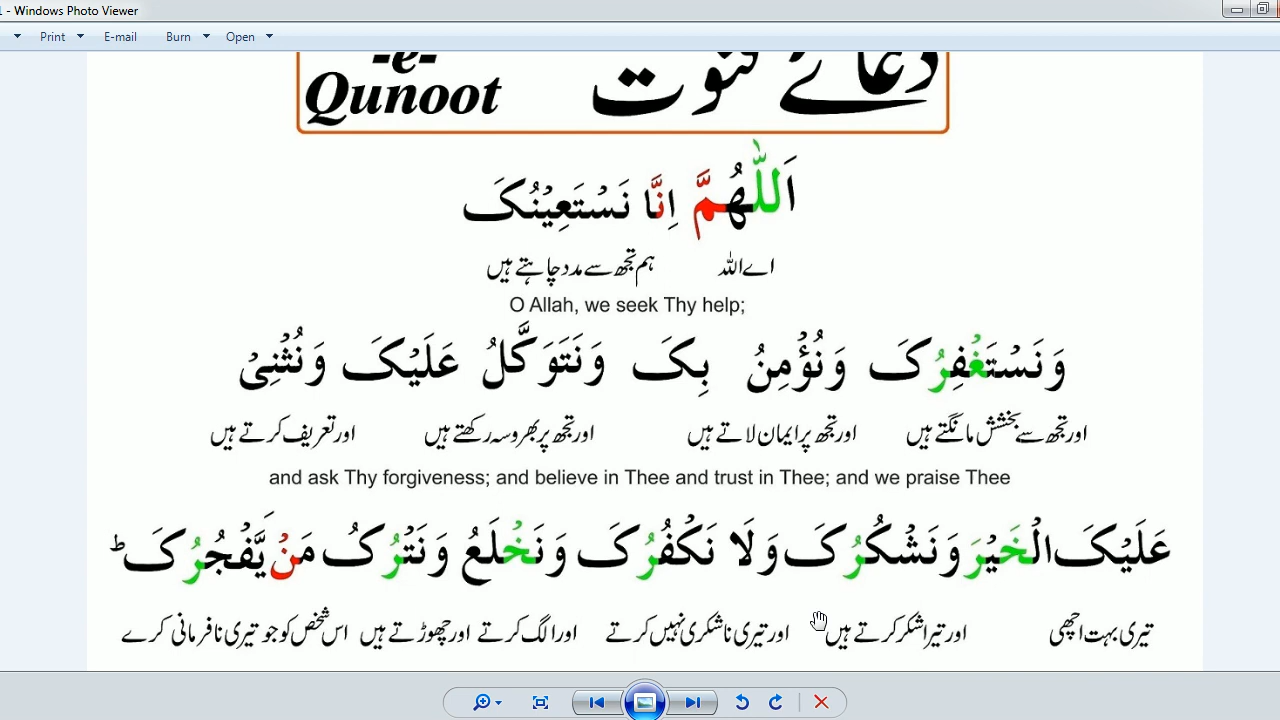 - Windows Photo Viewer
Print E-mail Burn Open
-e-
Qunoot دعائے قنوت
اَللّٰهُمَّ اِنَّا نَسْتَعِیْنُکَ
اے اللہ ہم تجھ سے مدد چاہتے ہیں
O Allah, we seek Thy help;
وَنَسْتَغْفِرُکَ وَنُؤْمِنُ بِکَ وَنَتَوَکَّلُ عَلَیْکَ وَنُثْنِیْ
اور تجھ سے بخشش مانگتے ہیں اور تجھ پر ایمان لاتے ہیں اور تجھ پر بھروسہ رکھتے ہیں اور تعریف کرتے ہیں
and ask Thy forgiveness; and believe in Thee and trust in Thee; and we praise Thee
عَلَیْکَ الْخَیْرَ وَنَشْکُرُکَ وَلَا نَکْفُرُکَ وَنَخْلَعُ وَنَتْرُکُ مَنْ یَّفْجُرُکَ ؕ
تیری بہت اچھی اور تیرا شکر کرتے ہیں اور تیری ناشکری نہیں کرتے اور الگ کرتے اور چھوڑتے ہیں اس شخص کو جو تیری نافرمانی کرے